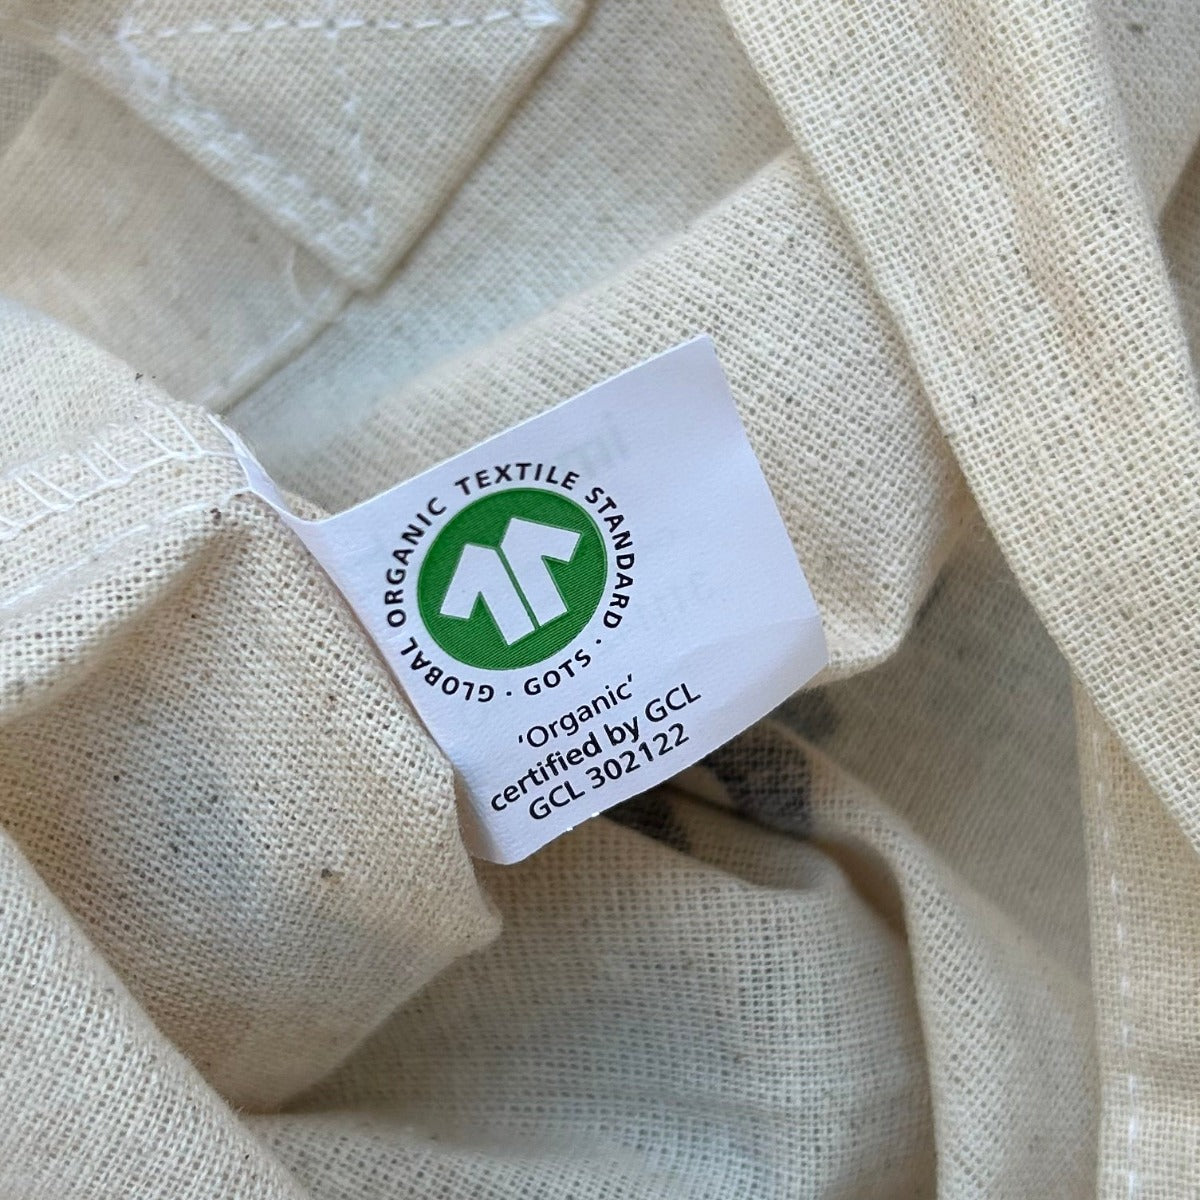 GLOBAL ORGANIC TEXTILE STANDARD · GOTS ·
'Organic'
certified by GCL
GCL 302122